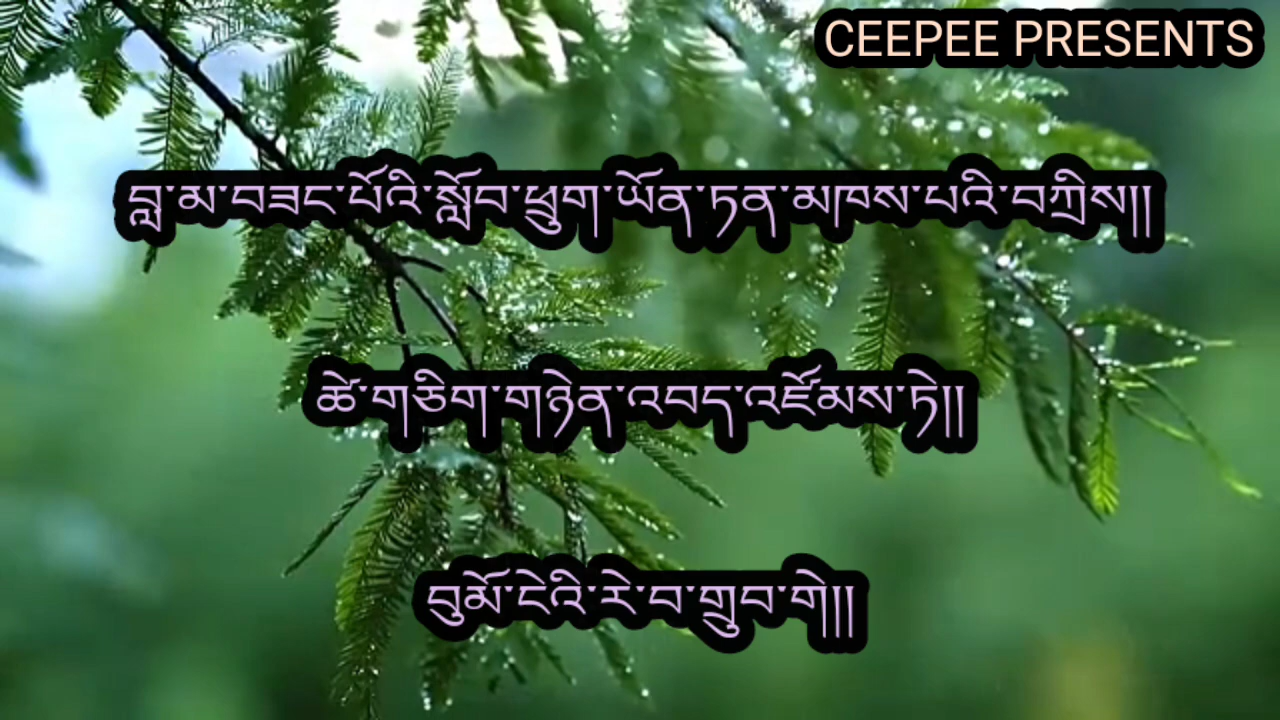 CEEPEE PRESENTS
བླ་མ་བཟང་པོའི་སློབ་ཕྲུག་ཡོན་ཏན་མཁས་པའི་བཀྲིས།།
ཚེ་གཅིག་གཉེན་འབད་འཛོམས་ཏེ།།
བུམོ་ངེའི་རེ་བ་གྲུབ་གེ།།།